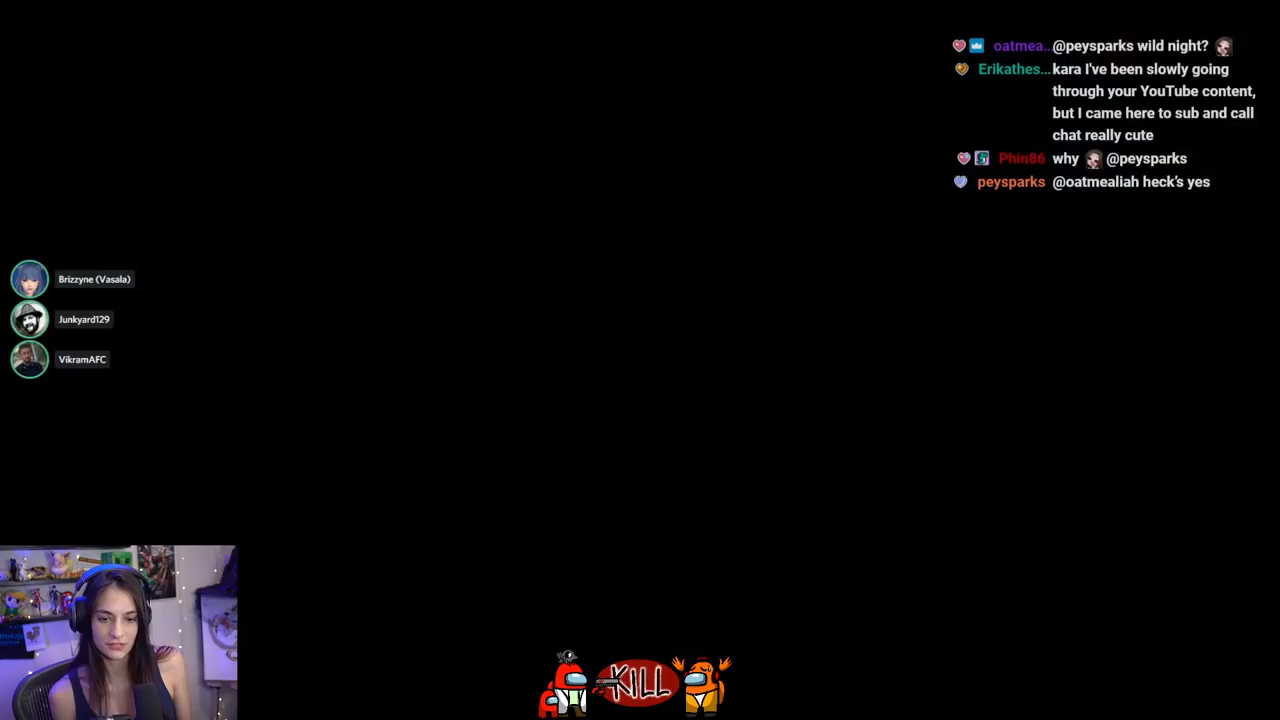 oatmea... @peysparks wild night?
Erikathes... kara I've been slowly going
through your YouTube content,
but I came here to sub and call
chat really cute
Phin86 why @peysparks
peysparks @oatmealiah heck's yes
Brizzyne (Vasala)
Junkyard129
VikramAFC
KILL